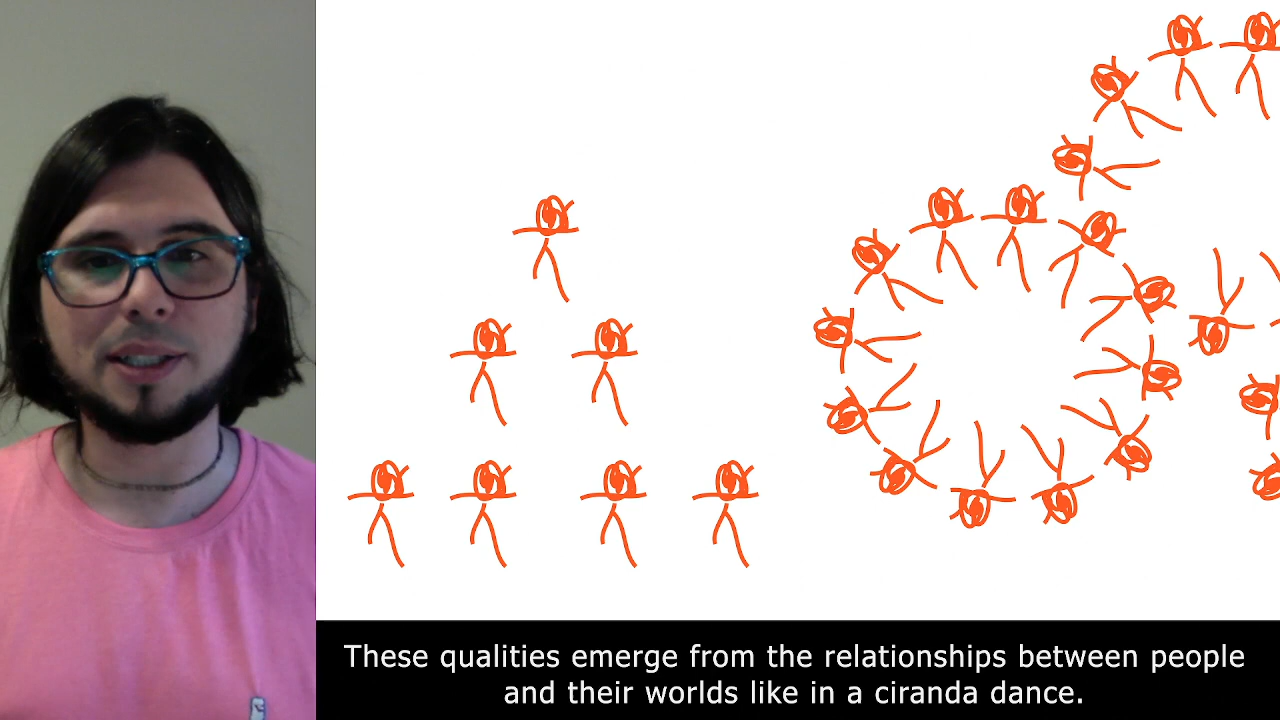 These qualities emerge from the relationships between people
and their worlds like in a ciranda dance.